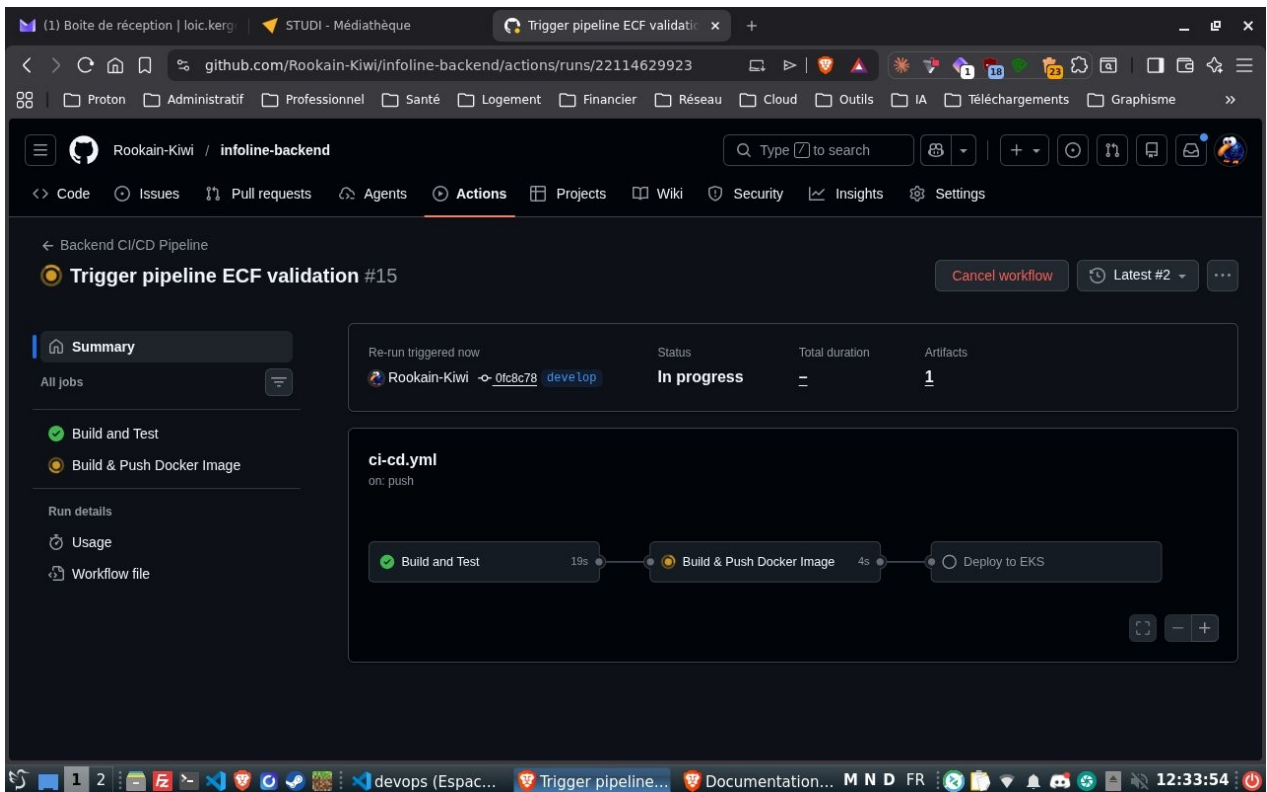 (1) Boite de réception | loic.kerg
STUDI - Médiathèque
Trigger pipeline ECF validatic
github.com/Rookain-Kiwi/infoline-backend/actions/runs/22114629923
1 18 23
Proton Administratif Professionnel Santé Logement Financier Réseau Cloud Outils IA Téléchargements Graphisme »
Rookain-Kiwi / infoline-backend
Type / to search
Code Issues Pull requests Agents Actions Projects Wiki Security Insights Settings
← Backend CI/CD Pipeline
Trigger pipeline ECF validation #15
Cancel workflow
Latest #2
Summary
All jobs
Build and Test
Build & Push Docker Image
Run details
Usage
Workflow file
Re-run triggered now
Rookain-Kiwi 0fc8c78 develop
Status
In progress
Total duration
–
Artifacts
1
ci-cd.yml
on: push
Build and Test 19s
Build & Push Docker Image 4s
Deploy to EKS
1 2 devops (Espac... Trigger pipeline... Documentation... M N D FR 12:33:54